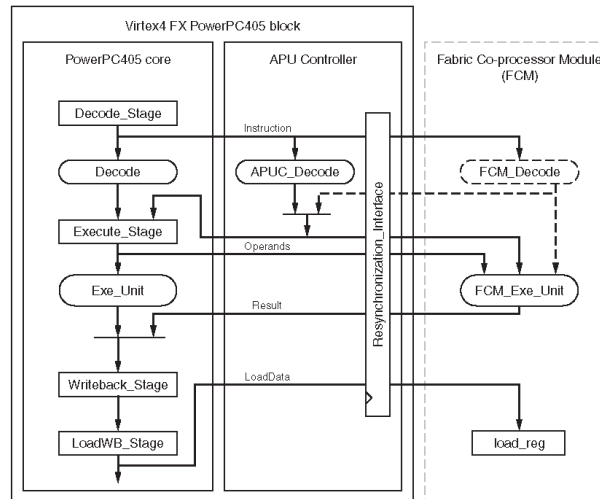 Virtex4 FX PowerPC405 block
PowerPC405 core
APU Controller
Fabric Co-processor Module
(FCM)
Decode_Stage
Instruction
Decode
APUC_Decode
FCM_Decode
Execute_Stage
Operands
Exe_Unit
FCM_Exe_Unit
Resynchronization_Interface
Result
Writeback_Stage
LoadData
LoadWB_Stage
load_reg